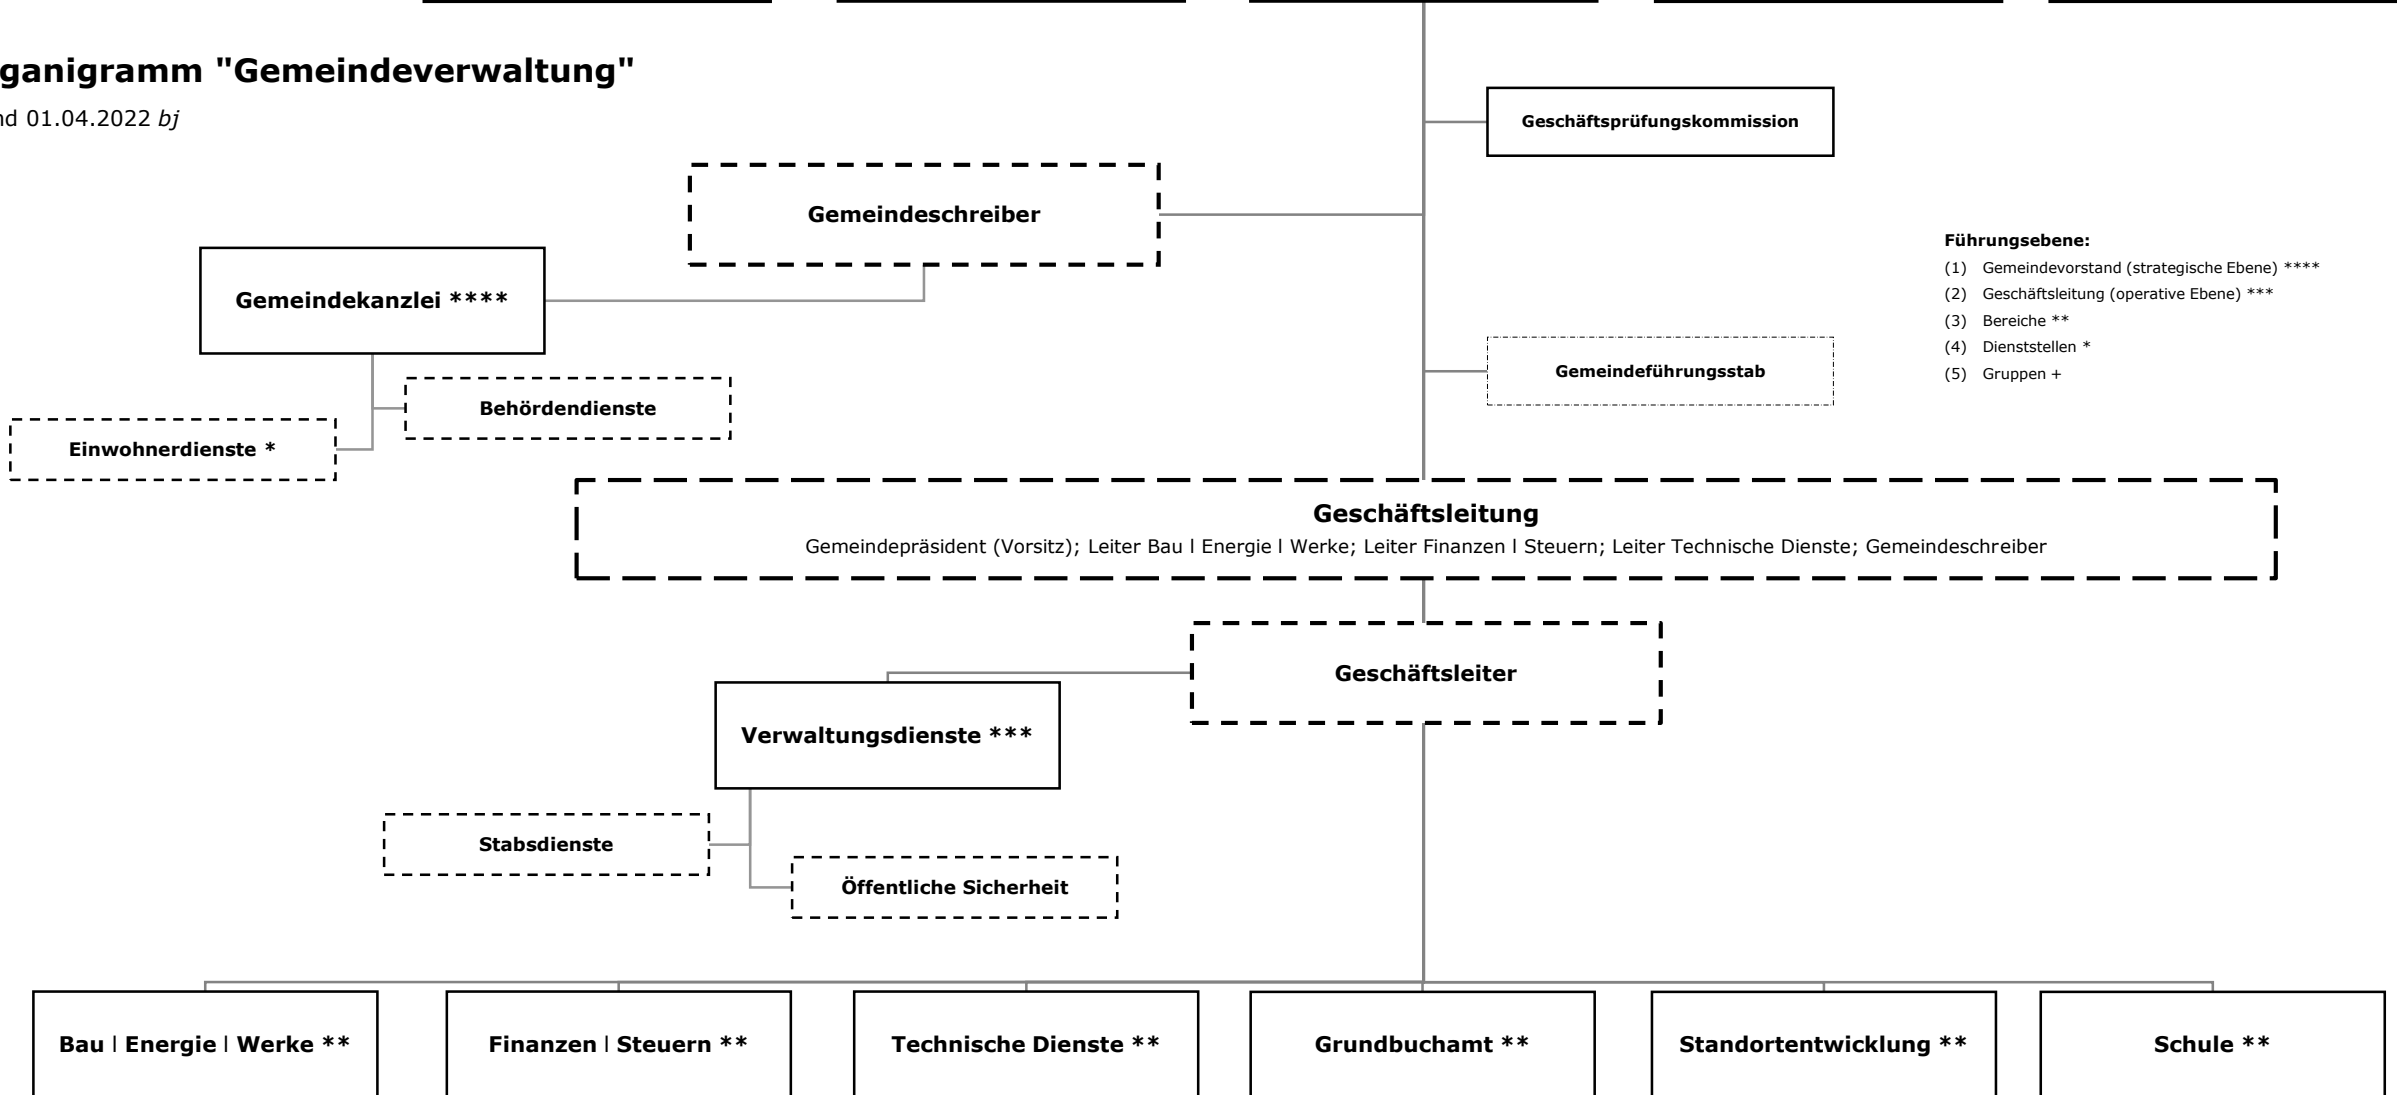 ganigramm "Gemeindeverwaltung"
nd 01.04.2022 bj
Geschäftsprüfungskommission
Gemeindeschreiber
Führungsebene:
(1) Gemeindevorstand (strategische Ebene) ****
(2) Geschäftsleitung (operative Ebene) ***
(3) Bereiche **
(4) Dienststellen *
(5) Gruppen +
Gemeindekanzlei ****
Gemeindeführungsstab
Behördendienste
Einwohnerdienste *
Geschäftsleitung
Gemeindepräsident (Vorsitz); Leiter Bau l Energie l Werke; Leiter Finanzen l Steuern; Leiter Technische Dienste; Gemeindeschreiber
Geschäftsleiter
Verwaltungsdienste ***
Stabsdienste
Öffentliche Sicherheit
Bau l Energie l Werke **
Finanzen l Steuern **
Technische Dienste **
Grundbuchamt **
Standortentwicklung **
Schule **